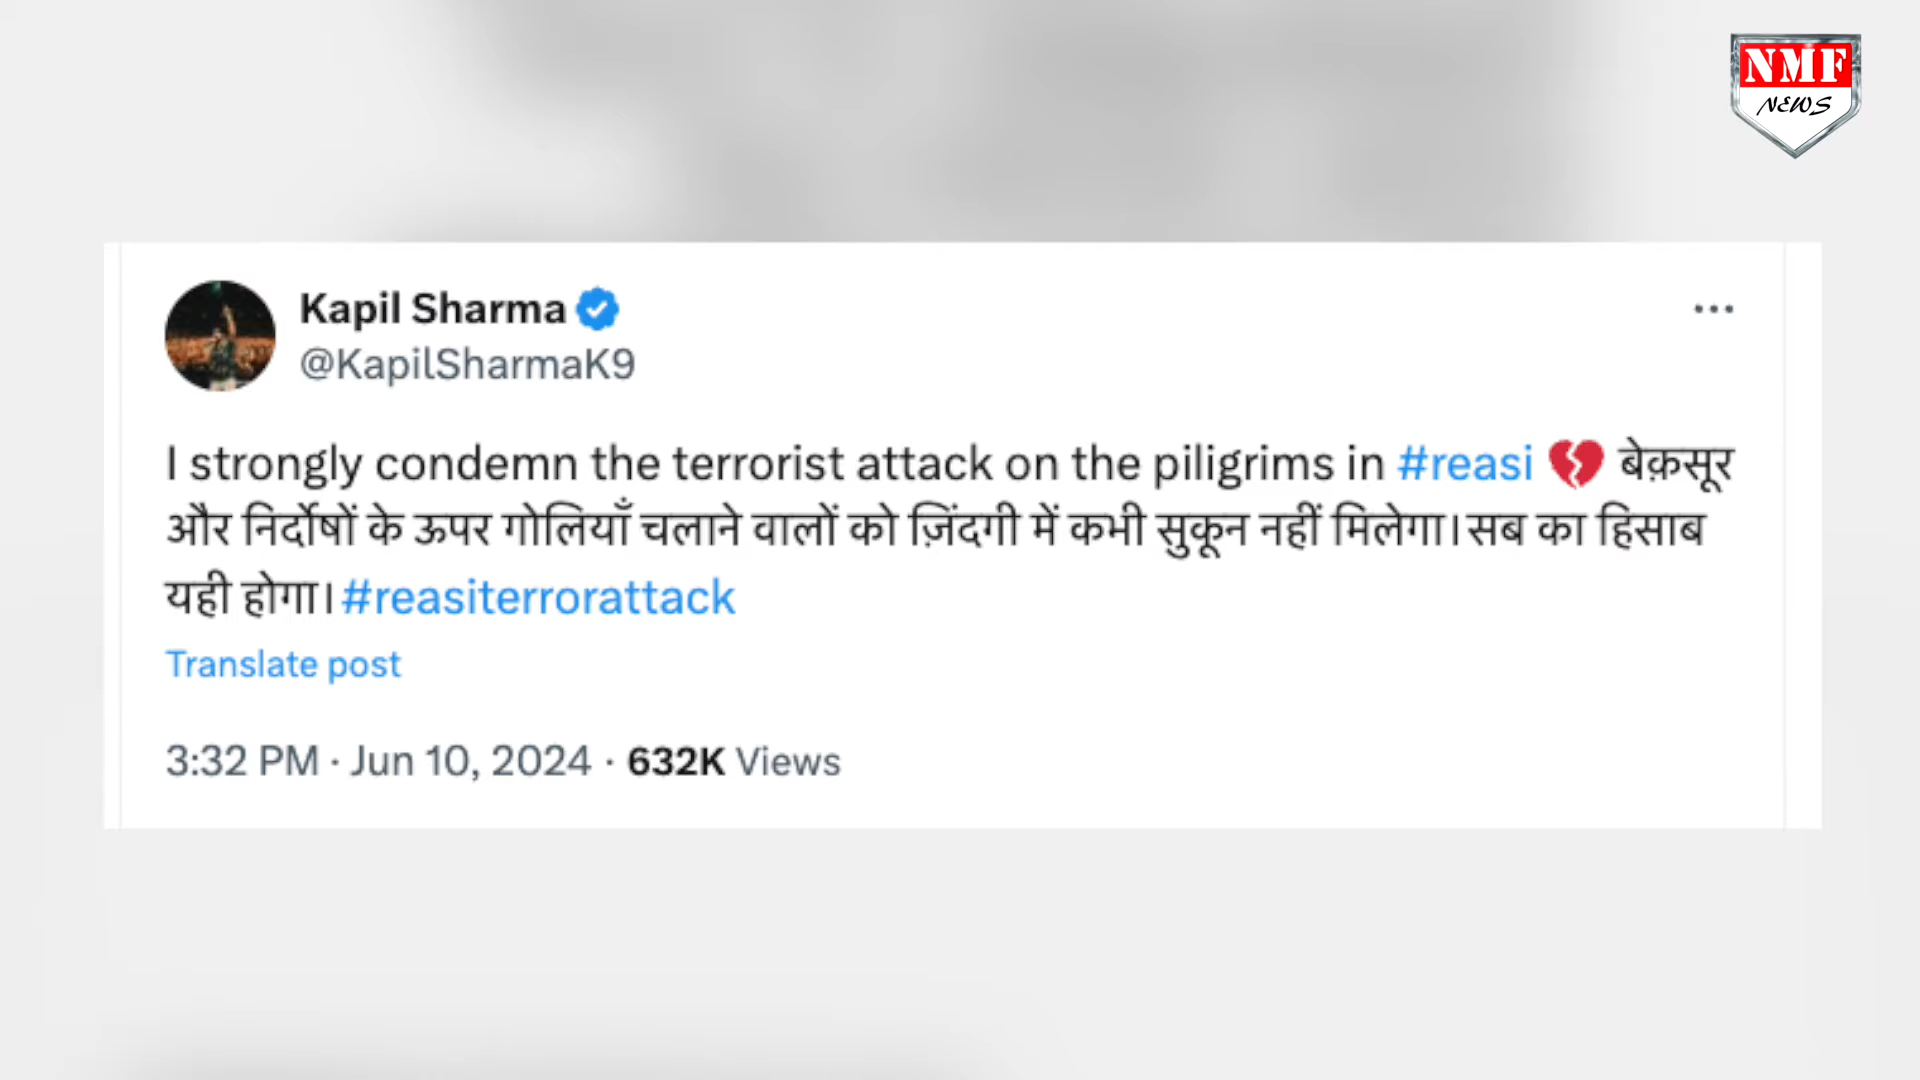 NMF
NEWS
Kapil Sharma
@KapilSharmaK9
I strongly condemn the terrorist attack on the piligrims in #reasi 💔 बेक़सूर
और निर्दोषों के ऊपर गोलियाँ चलाने वालों को ज़िंदगी में कभी सुकून नहीं मिलेगा।सब का हिसाब
यही होगा। #reasiterrorattack
Translate post
3:32 PM · Jun 10, 2024 · 632K Views